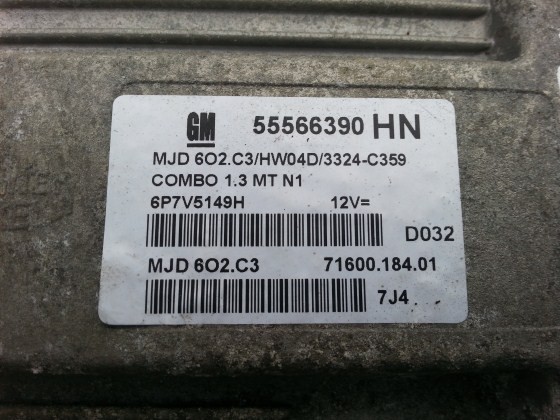 GM 55566390 HN
MJD 6O2.C3/HW04D/3324-C359
COMBO 1.3 MT N1
6P7V5149H 12V=
D032
MJD 6O2.C3 71600.184.01
7J4